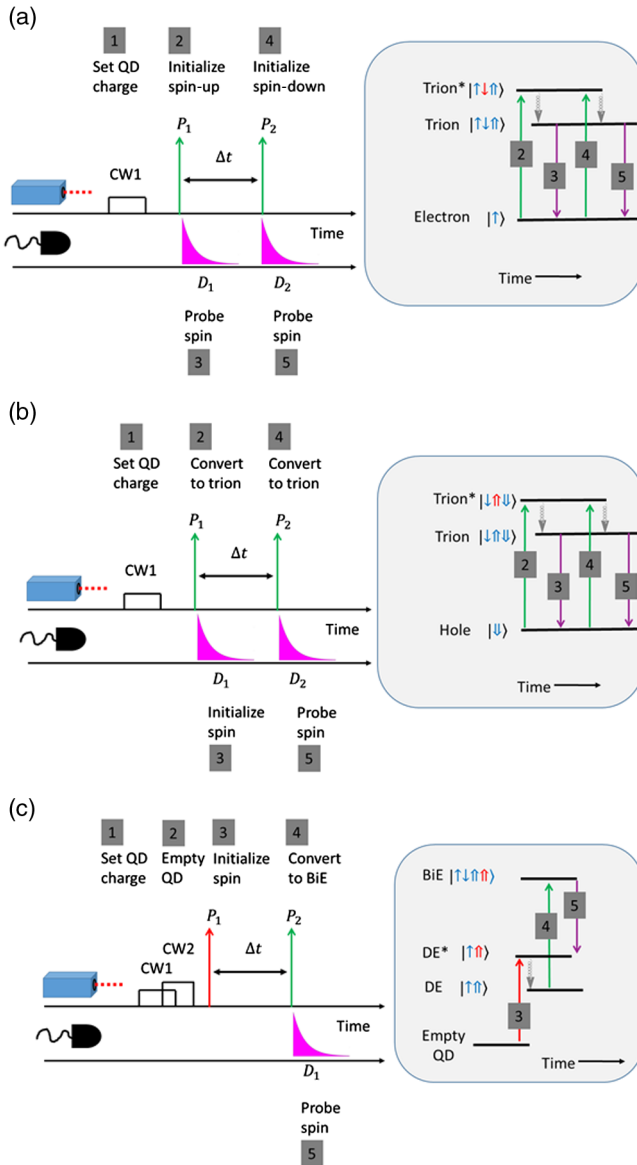 (a)
1 2 4
Set QD Initialize Initialize
charge spin-up spin-down
P₁ P₂
Δt
CW1
Time
D₁ D₂
Probe Probe
spin spin
3 5
Trion* |↑↓⇑⟩
Trion |↑↓⇑⟩
2 3 4 5
Electron |↑⟩
Time
(b)
1 2 4
Set QD Convert Convert
charge to trion to trion
P₁ P₂
Δt
CW1
Time
D₁ D₂
Initialize Probe
spin spin
3 5
Trion* |↓⇑⇓⟩
Trion |↓⇑⇓⟩
2 3 4 5
Hole |⇓⟩
Time
(c)
1 2 3 4
Set QD Empty Initialize Convert
charge QD spin to BiE
P₁ P₂
Δt
CW2
CW1
Time
D₁
Probe
spin
5
BiE |↑↓⇑⇑⟩
4 5
DE* |↑⇑⟩
DE |↑⇑⟩
3
Empty
QD
Time